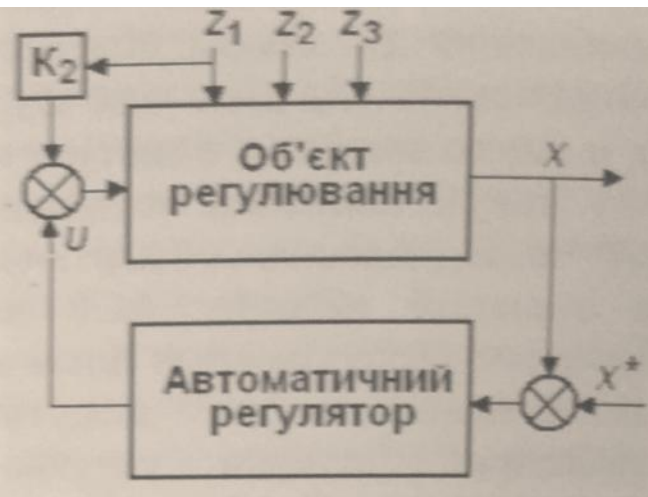 Z1 Z2 Z3
K2
Об'єкт
регулювання
X
U
Автоматичний
регулятор
X*